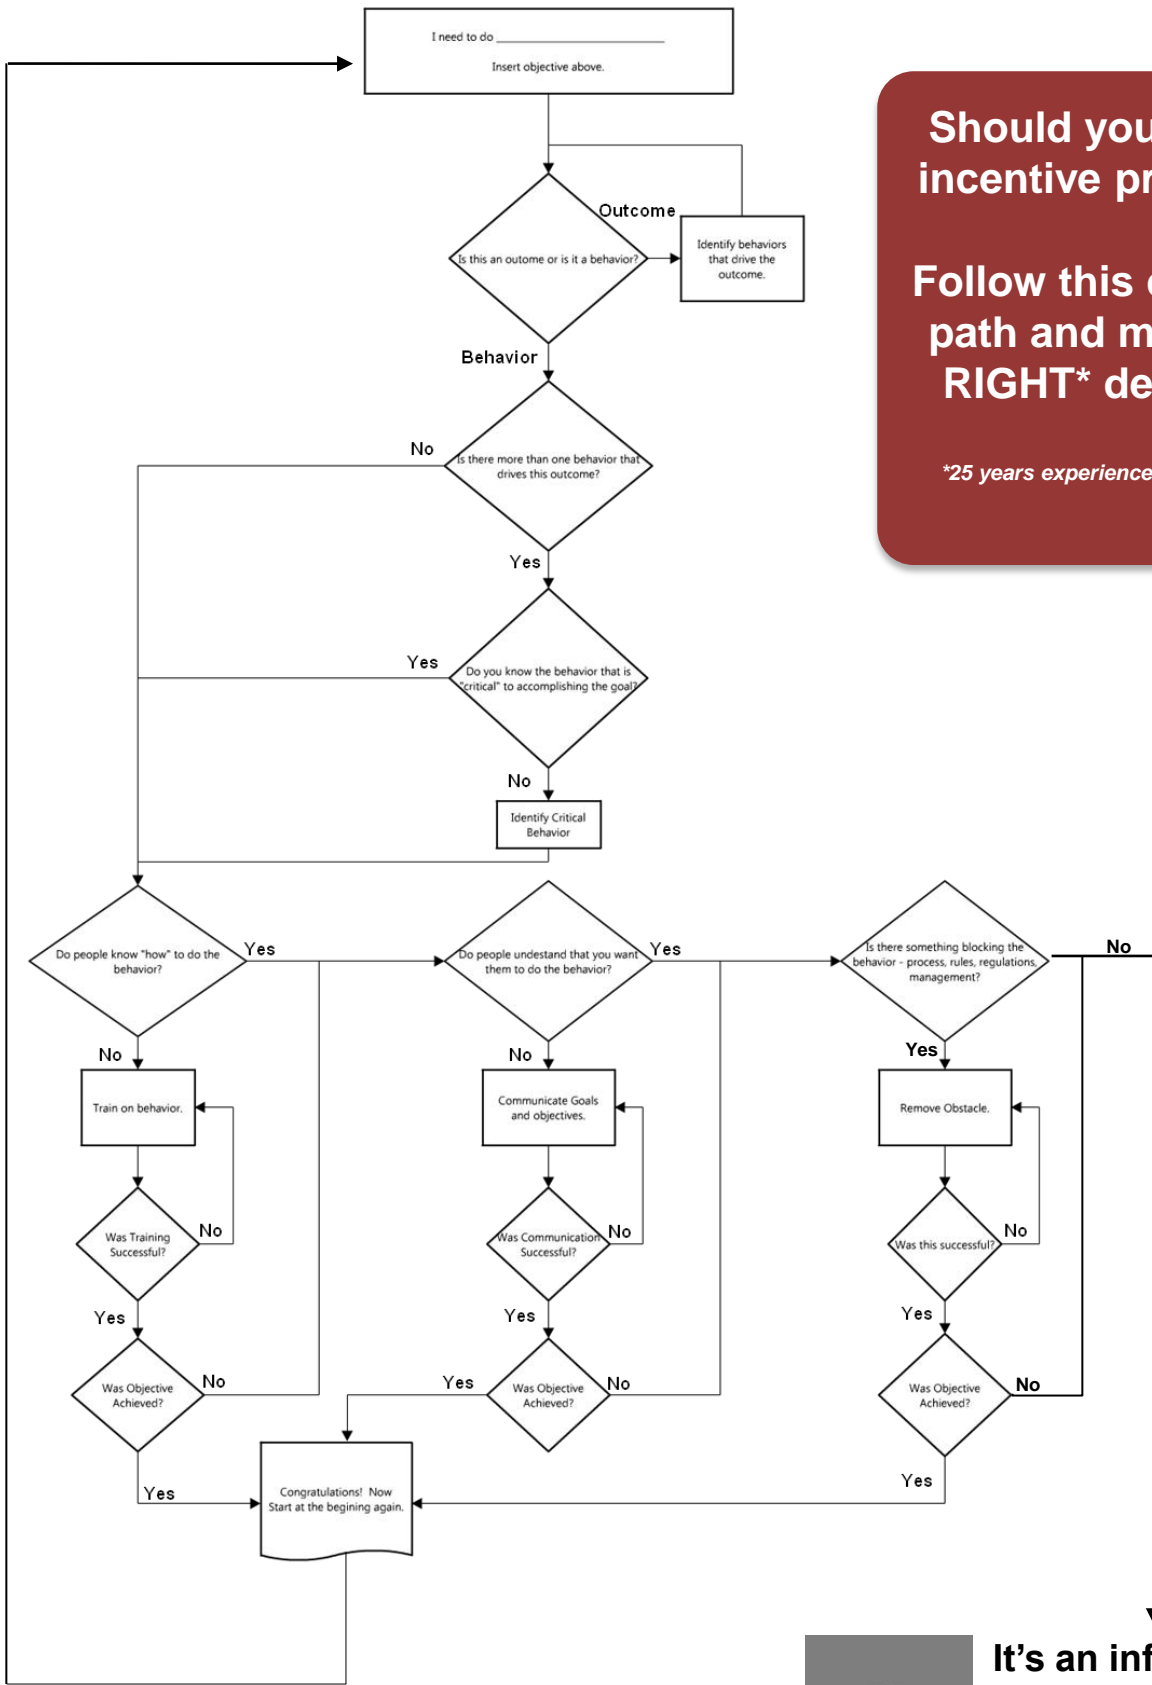 I need to do ______________________________
Insert objective above.
Should you
incentive pr
Follow this
path and m
RIGHT* de
*25 years experience
Outcome
Is this an outome or is it a behavior?
Identify behaviors
that drive the
outcome.
Behavior
No
Is there more than one behavior that
drives this outcome?
Yes
Yes
Do you know the behavior that is
"critical" to accomplishing the goal?
No
Identify Critical
Behavior
Do people know "how" to do the
behavior?
Yes
Do people undestand that you want
them to do the behavior?
Yes
Is there something blocking the
behavior - process, rules, regulations,
management?
No
No
No
Yes
Train on behavior.
Communicate Goals
and objectives.
Remove Obstacle.
Was Training
Successful?
No
Was Communication
Successful?
No
Was this successful?
No
Yes
Yes
Yes
Was Objective
Achieved?
No
Yes
Was Objective
Achieved?
No
Was Objective
Achieved?
No
Yes
Yes
Congratulations! Now
Start at the begining again.
It's an inf